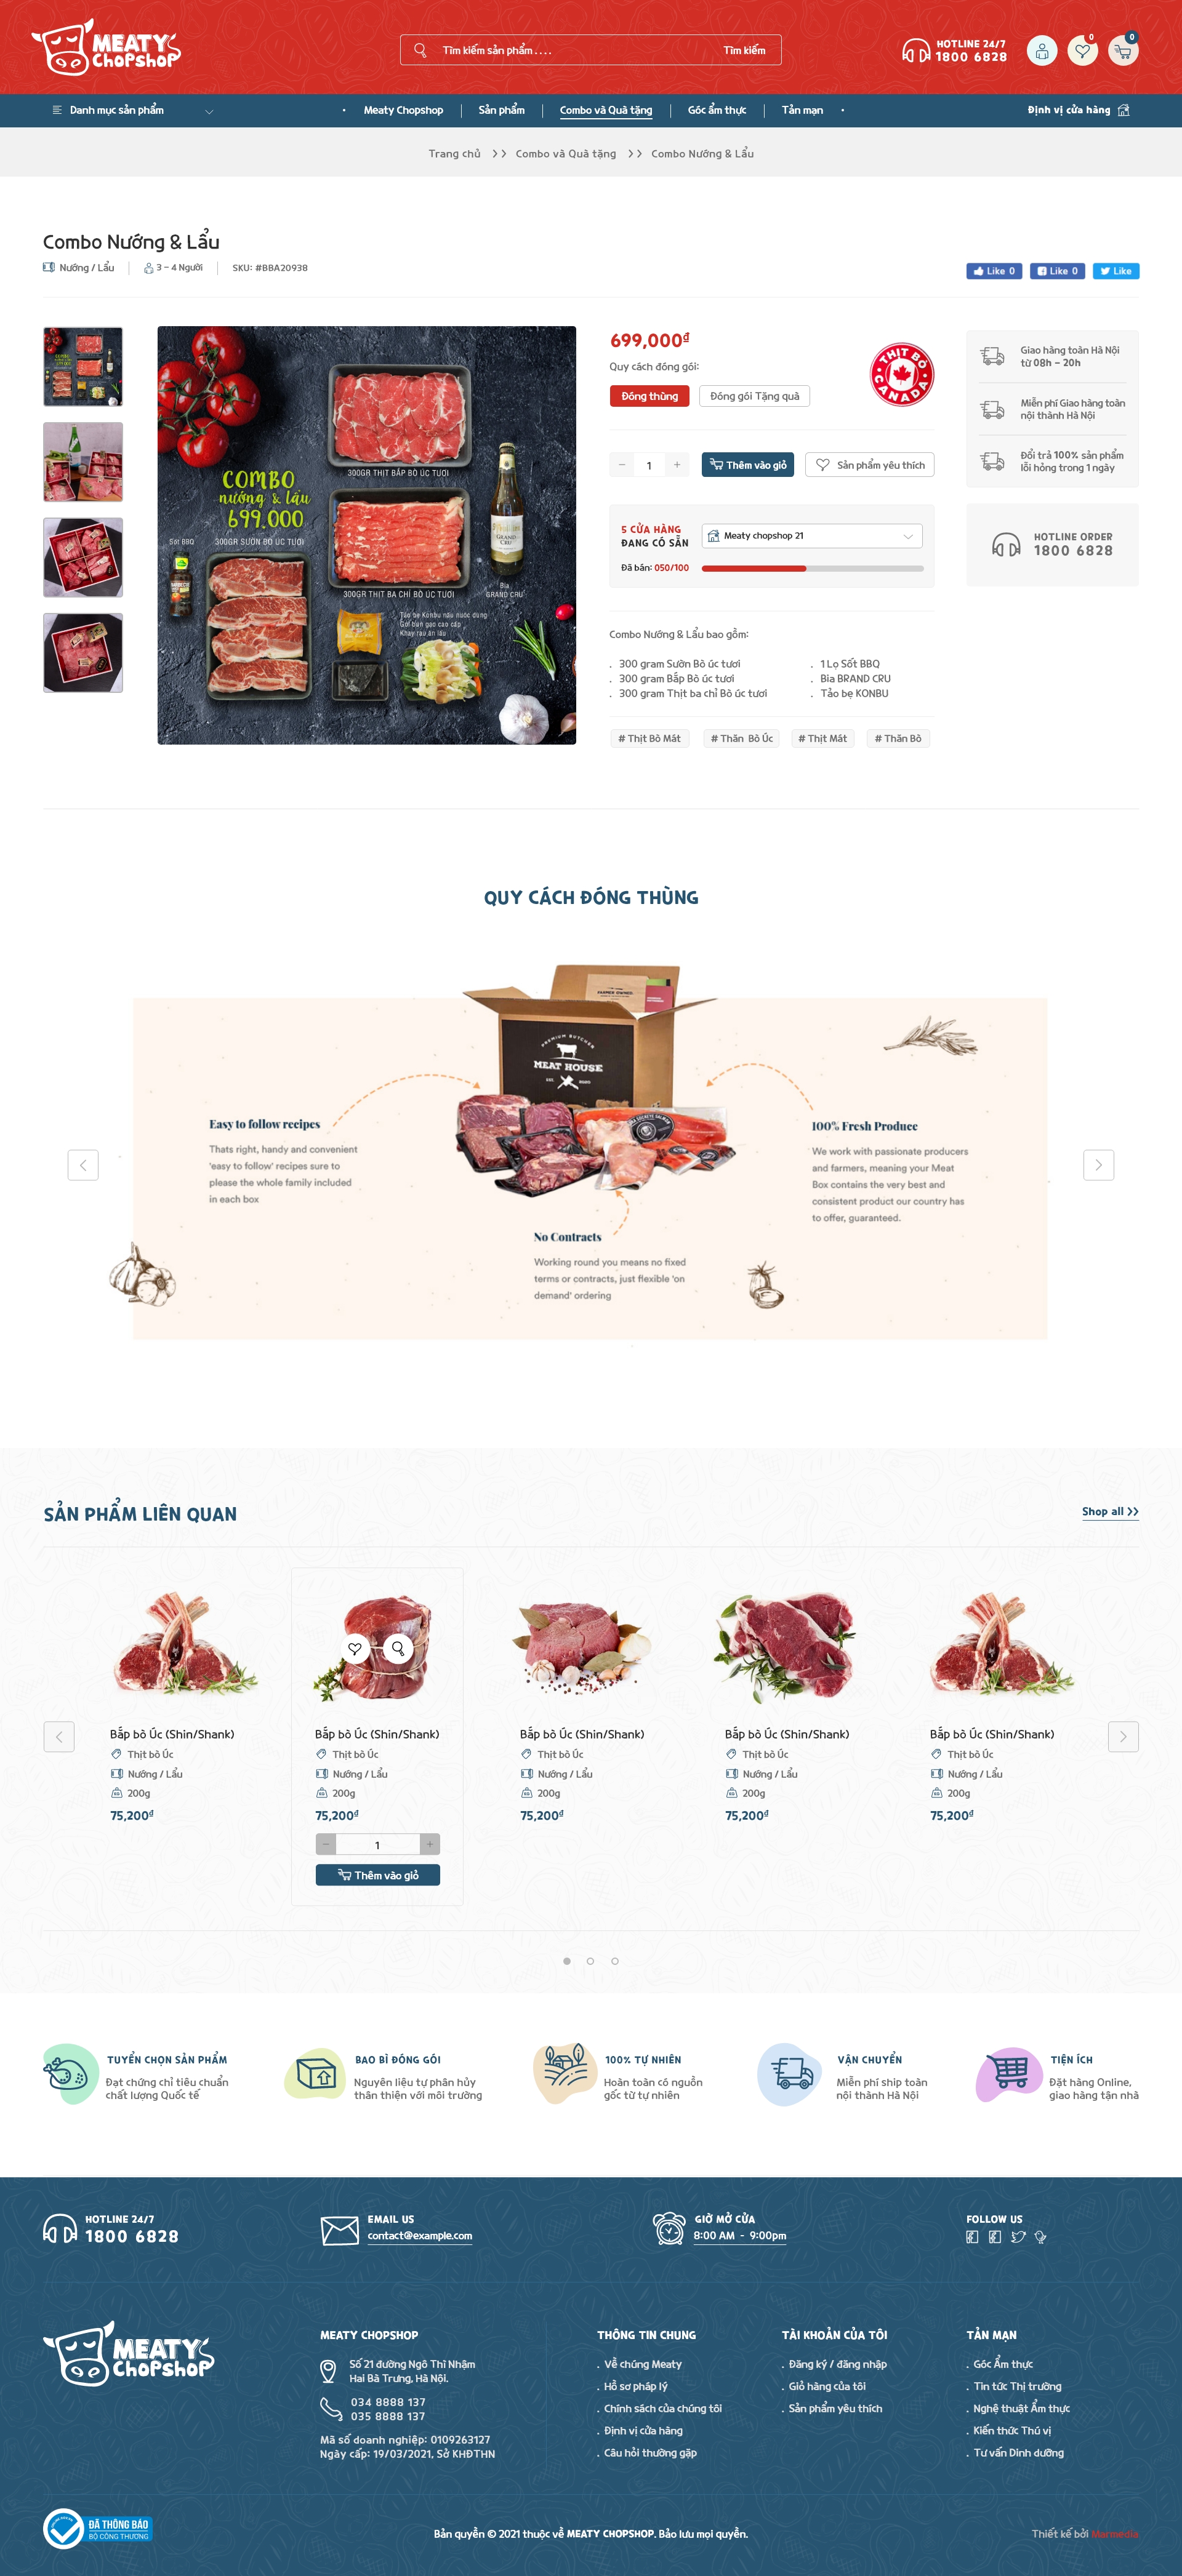 MEATY
CHOPSHOP
Tìm kiếm sản phẩm . . . .
Tìm kiếm
HOTLINE 24/7
1800 6828
0
0
Danh mục sản phẩm
Meaty Chopshop
Sản phẩm
Combo và Quà tặng
Góc ẩm thực
Tản mạn
Định vị cửa hàng
Trang chủ >> Combo và Quà tặng >> Combo Nướng & Lẩu
Combo Nướng & Lẩu
Nướng / Lẩu
3 – 4 Người
SKU: #BBA20938
Like 0
Like 0
Like
COMBO
nướng & lẩu
699.000
300GR THỊT BẮP BÒ ÚC TƯƠI
300GR SƯỜN BÒ ÚC TƯƠI
300GR THỊT BA CHỈ BÒ ÚC TƯƠI
Sốt BBQ
Bia
GRAND CRU
Tảo bẹ Konbu nấu nước dùng
Khay rau ăn lẩu
699,000đ
Quy cách đóng gói:
Đóng thùng
Đóng gói Tặng quà
THỊT BÒ
CANADA
− 1 +
Thêm vào giỏ
Sản phẩm yêu thích
5 CỬA HÀNG
ĐANG CÓ SẴN
Meaty chopshop 21
Đã bán: 050/100
Combo Nướng & Lẩu bao gồm:
. 300 gram Sườn Bò úc tươi
. 300 gram Bắp Bò úc tươi
. 300 gram Thịt ba chỉ Bò úc tươi
. 1 Lọ Sốt BBQ
. Bia BRAND CRU
. Tảo bẹ KONBU
# Thịt Bò Mát
# Thăn Bò Úc
# Thịt Mát
# Thăn Bò
Giao hàng toàn Hà Nội
từ 08h – 20h
Miễn phí Giao hàng toàn
nội thành Hà Nội
Đổi trả 100% sản phẩm
lỗi hỏng trong 1 ngày
HOTLINE ORDER
1800 6828
QUY CÁCH ĐÓNG THÙNG
FARMER OWNED
PREMIUM BUTCHER
MEAT HOUSE
Easy to follow recipes
Thats right, handy and convenient
'easy to follow' recipes sure to
please the whole family included
in each box
100% Fresh Produce
We work with passionate producers
and farmers, meaning your Meat
Box contains the very best and
consistent product our country has
to offer, guaranteed.
No Contracts
Working round you means no fixed
terms or contracts, just flexible 'on
demand' ordering
SẢN PHẨM LIÊN QUAN
Shop all >>
Bắp bò Úc (Shin/Shank)
Thịt bò Úc
Nướng / Lẩu
200g
75,200đ
Bắp bò Úc (Shin/Shank)
Thịt bò Úc
Nướng / Lẩu
200g
75,200đ
− 1 +
Thêm vào giỏ
Bắp bò Úc (Shin/Shank)
Thịt bò Úc
Nướng / Lẩu
200g
75,200đ
Bắp bò Úc (Shin/Shank)
Thịt bò Úc
Nướng / Lẩu
200g
75,200đ
Bắp bò Úc (Shin/Shank)
Thịt bò Úc
Nướng / Lẩu
200g
75,200đ
TUYỂN CHỌN SẢN PHẨM
Đạt chứng chỉ tiêu chuẩn
chất lượng Quốc tế
BAO BÌ ĐÓNG GÓI
Nguyên liệu tự phân hủy
thân thiện với môi trường
100% TỰ NHIÊN
Hoàn toàn có nguồn
gốc từ tự nhiên
VẬN CHUYỂN
Miễn phí ship toàn
nội thành Hà Nội
TIỆN ÍCH
Đặt hàng Online,
giao hàng tận nhà
HOTLINE 24/7
1800 6828
EMAIL US
contact@example.com
GIỜ MỞ CỬA
8:00 AM - 9:00pm
FOLLOW US
MEATY
CHOPSHOP
MEATY CHOPSHOP
Số 21 đường Ngô Thì Nhậm
Hai Bà Trưng, Hà Nội.
034 8888 137
035 8888 137
Mã số doanh nghiệp: 0109263127
Ngày cấp: 19/03/2021, Sở KHĐTHN
THÔNG TIN CHUNG
. Về chúng Meaty
. Hồ sơ pháp lý
. Chính sách của chúng tôi
. Định vị cửa hàng
. Câu hỏi thường gặp
TÀI KHOẢN CỦA TÔI
. Đăng ký / đăng nhập
. Giỏ hàng của tôi
. Sản phẩm yêu thích
TẢN MẠN
. Góc Ẩm thực
. Tin tức Thị trường
. Nghệ thuật Ẩm thực
. Kiến thức Thú vị
. Tư vấn Dinh dưỡng
ĐÃ THÔNG BÁO
BỘ CÔNG THƯƠNG
Bản quyền © 2021 thuộc về MEATY CHOPSHOP. Bảo lưu mọi quyền.
Thiết kế bởi Marmedia